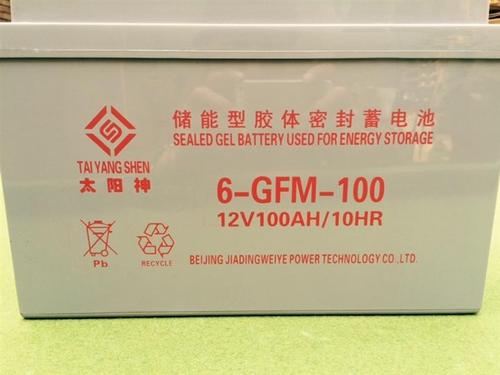 储能型胶体密封蓄电池
SEALED GEL BATTERY USED FOR ENERGY STORAGE
TAI YANG SHEN
太阳神
6-GFM-100
12V100AH/10HR
Pb
RECYCLE
BEIJING JIADINGWEIYE POWER TECHNOLOGY CO.,LTD.